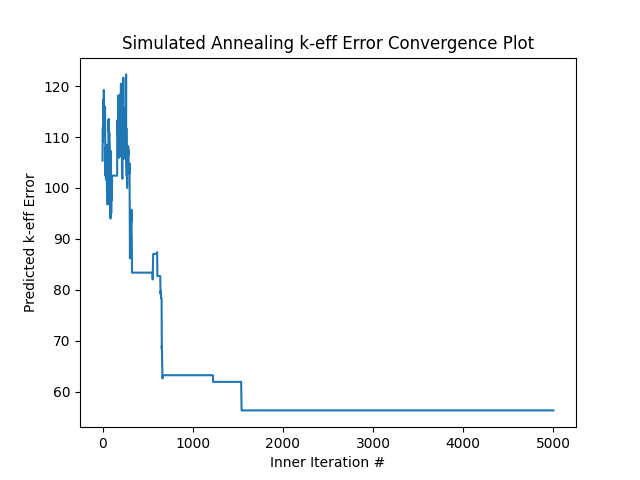 Simulated Annealing k-eff Error Convergence Plot
Predicted k-eff Error
120
110
100
90
80
70
60
0 1000 2000 3000 4000 5000
Inner Iteration #